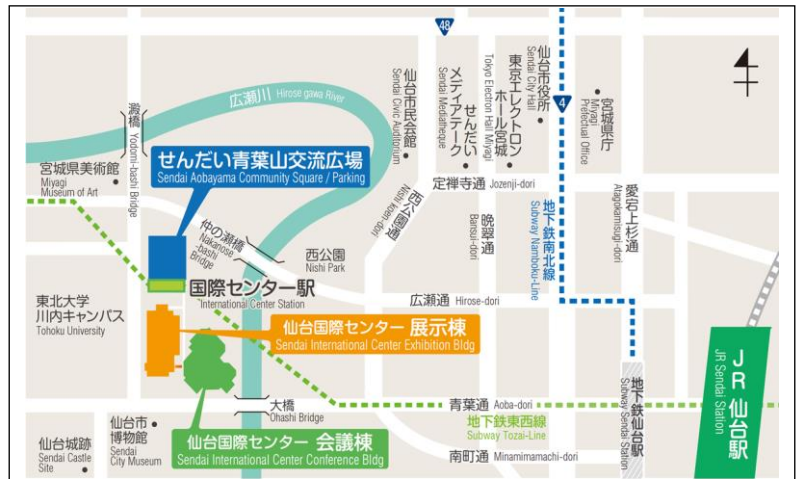 48
広瀬川 Hirose gawa River
澱橋
Yodomi-bashi Bridge
仙台市民会館
Sendai Civic Auditorium
せんだい
メディアテーク
Sendai Mediatheque
東京エレクトロン
ホール宮城
Tokyo Electron Hall Miyagi
仙台市役所
Sendai City Hall
4
宮城県庁
Miyagi
Prefectual Office
宮城県美術館
Miyagi
Museum of Art
せんだい青葉山交流広場
Sendai Aobayama Community Square / Parking
定禅寺通 Jozenji-dori
西公園通
Nishi koen-dori
晩翠通
Bansui-dori
地下鉄南北線
Subway Namboku-Line
愛宕上杉通
Atagokamisugi-dori
仲の瀬橋
Nakanose
-bashi
Bridge
西公園
Nishi Park
国際センター駅
International Center Station
広瀬通 Hirose-dori
東北大学
川内キャンパス
Tohoku University
仙台国際センター 展示棟
Sendai International Center Exhibition Bldg
JR 仙台駅
JR Sendai Station
地下鉄仙台駅
Subway Sendai Station
大橋
Ohashi Bridge
青葉通 Aoba-dori
地下鉄東西線
Subway Tozai-Line
仙台城跡
Sendai Castle
Site
仙台市
博物館
Sendai
City Museum
仙台国際センター 会議棟
Sendai International Center Conference Bldg
南町通 Minamimamachi-dori